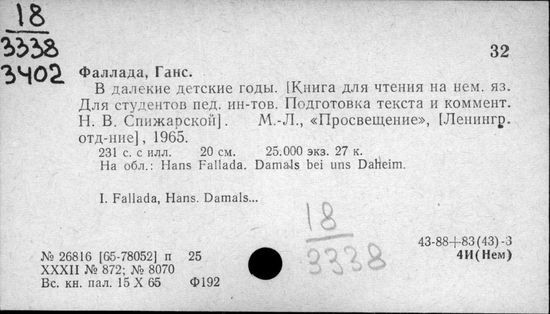 18
3338
3402
32
Фаллада, Ганс.
В далекие детские годы. [Книга для чтения на нем. яз.
Для студентов пед. ин-тов. Подготовка текста и коммент.
Н. В. Спижарской]. М.-Л., «Просвещение», [Ленингр.
отд-ние], 1965.
231 с. с илл. 20 см. 25.000 экз. 27 к.
На обл.: Hans Fallada. Damals bei uns Daheim.
I. Fallada, Hans. Damals...
18
3338
43-88+83(43)-3
№ 26816 [65-78052] п 25
4И(Нем)
XXXII № 872; № 8070
Вс. кн. пал. 15 X 65 Ф192